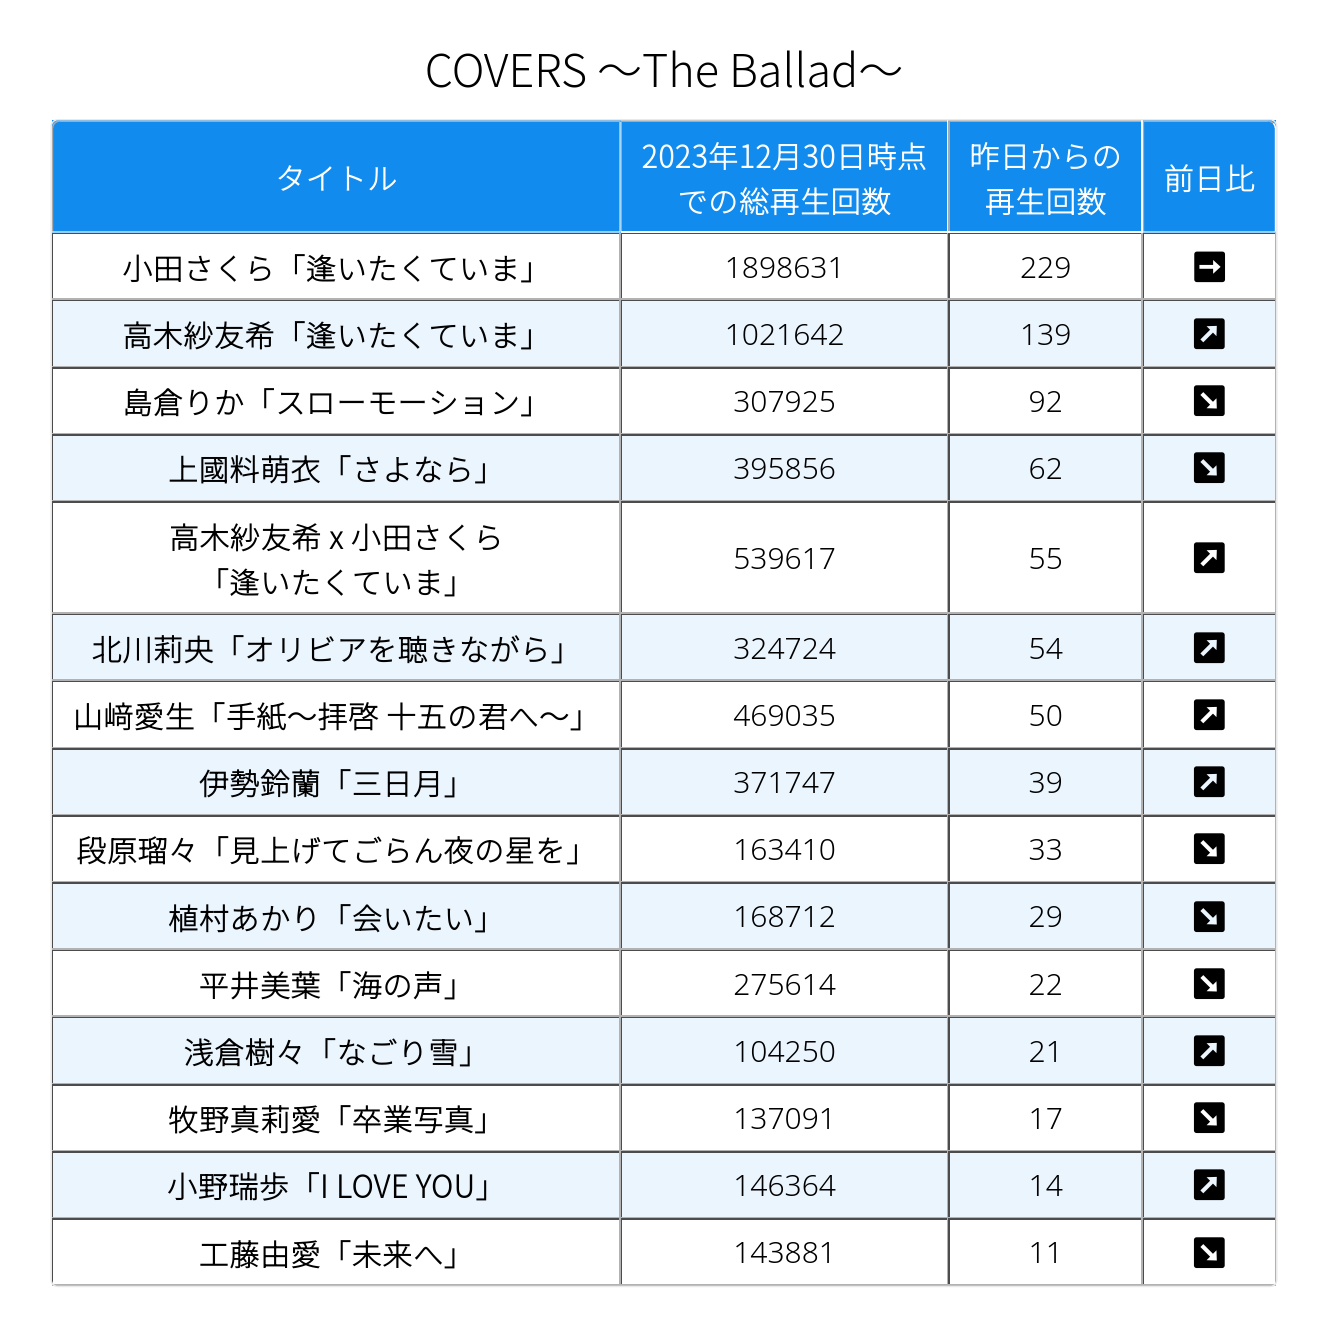 COVERS ～The Ballad～
タイトル
2023年12月30日時点
での総再生回数
昨日からの
再生回数
前日比
小田さくら「逢いたくていま」 1898631 229 ➡
高木紗友希「逢いたくていま」 1021642 139 ↗
島倉りか「スローモーション」 307925 92 ↘
上國料萌衣「さよなら」 395856 62 ↘
高木紗友希 x 小田さくら
「逢いたくていま」 539617 55 ↗
北川莉央「オリビアを聴きながら」 324724 54 ↗
山﨑愛生「手紙～拝啓 十五の君へ～」 469035 50 ↗
伊勢鈴蘭「三日月」 371747 39 ↗
段原瑠々「見上げてごらん夜の星を」 163410 33 ↘
植村あかり「会いたい」 168712 29 ↘
平井美葉「海の声」 275614 22 ↘
浅倉樹々「なごり雪」 104250 21 ↗
牧野真莉愛「卒業写真」 137091 17 ↘
小野瑞歩「I LOVE YOU」 146364 14 ↗
工藤由愛「未来へ」 143881 11 ↘